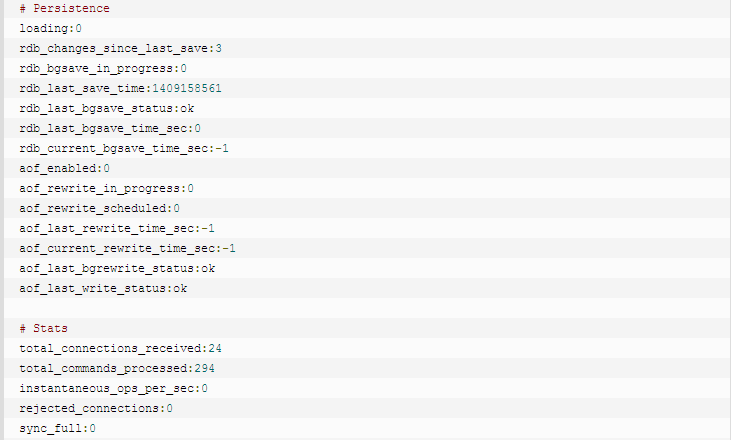 # Persistence
loading:0
rdb_changes_since_last_save:3
rdb_bgsave_in_progress:0
rdb_last_save_time:1409158561
rdb_last_bgsave_status:ok
rdb_last_bgsave_time_sec:0
rdb_current_bgsave_time_sec:-1
aof_enabled:0
aof_rewrite_in_progress:0
aof_rewrite_scheduled:0
aof_last_rewrite_time_sec:-1
aof_current_rewrite_time_sec:-1
aof_last_bgrewrite_status:ok
aof_last_write_status:ok

# Stats
total_connections_received:24
total_commands_processed:294
instantaneous_ops_per_sec:0
rejected_connections:0
sync_full:0